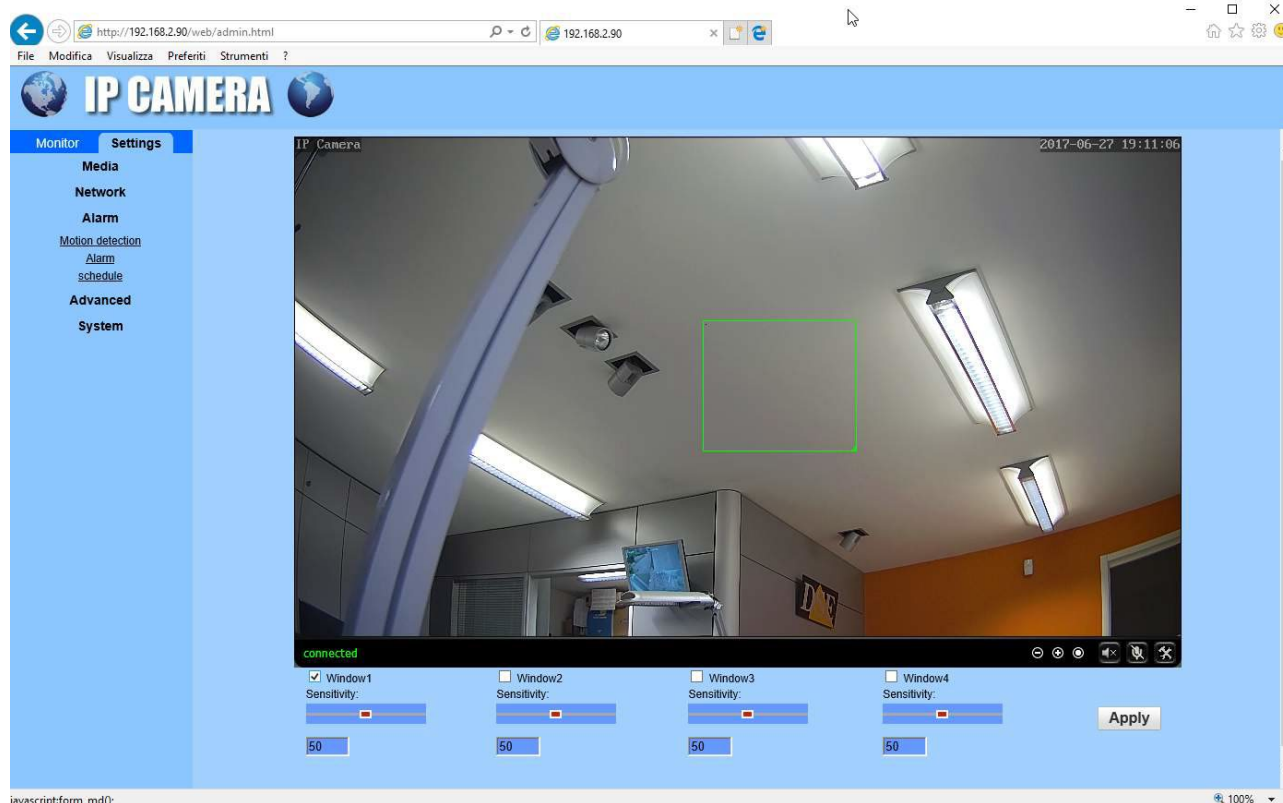 http://192.168.2.90/web/admin.html
192.168.2.90
File Modifica Visualizza Preferiti Strumenti ?
IP CAMERA
Monitor Settings
Media
Network
Alarm
Motion detection
Alarm
schedule
Advanced
System
IP Camera 2017-06-27 19:11:06
connected
Window1 Window2 Window3 Window4
Sensitivity: Sensitivity: Sensitivity: Sensitivity:
Apply
50 50 50 50
javascript:form_md(); 100%